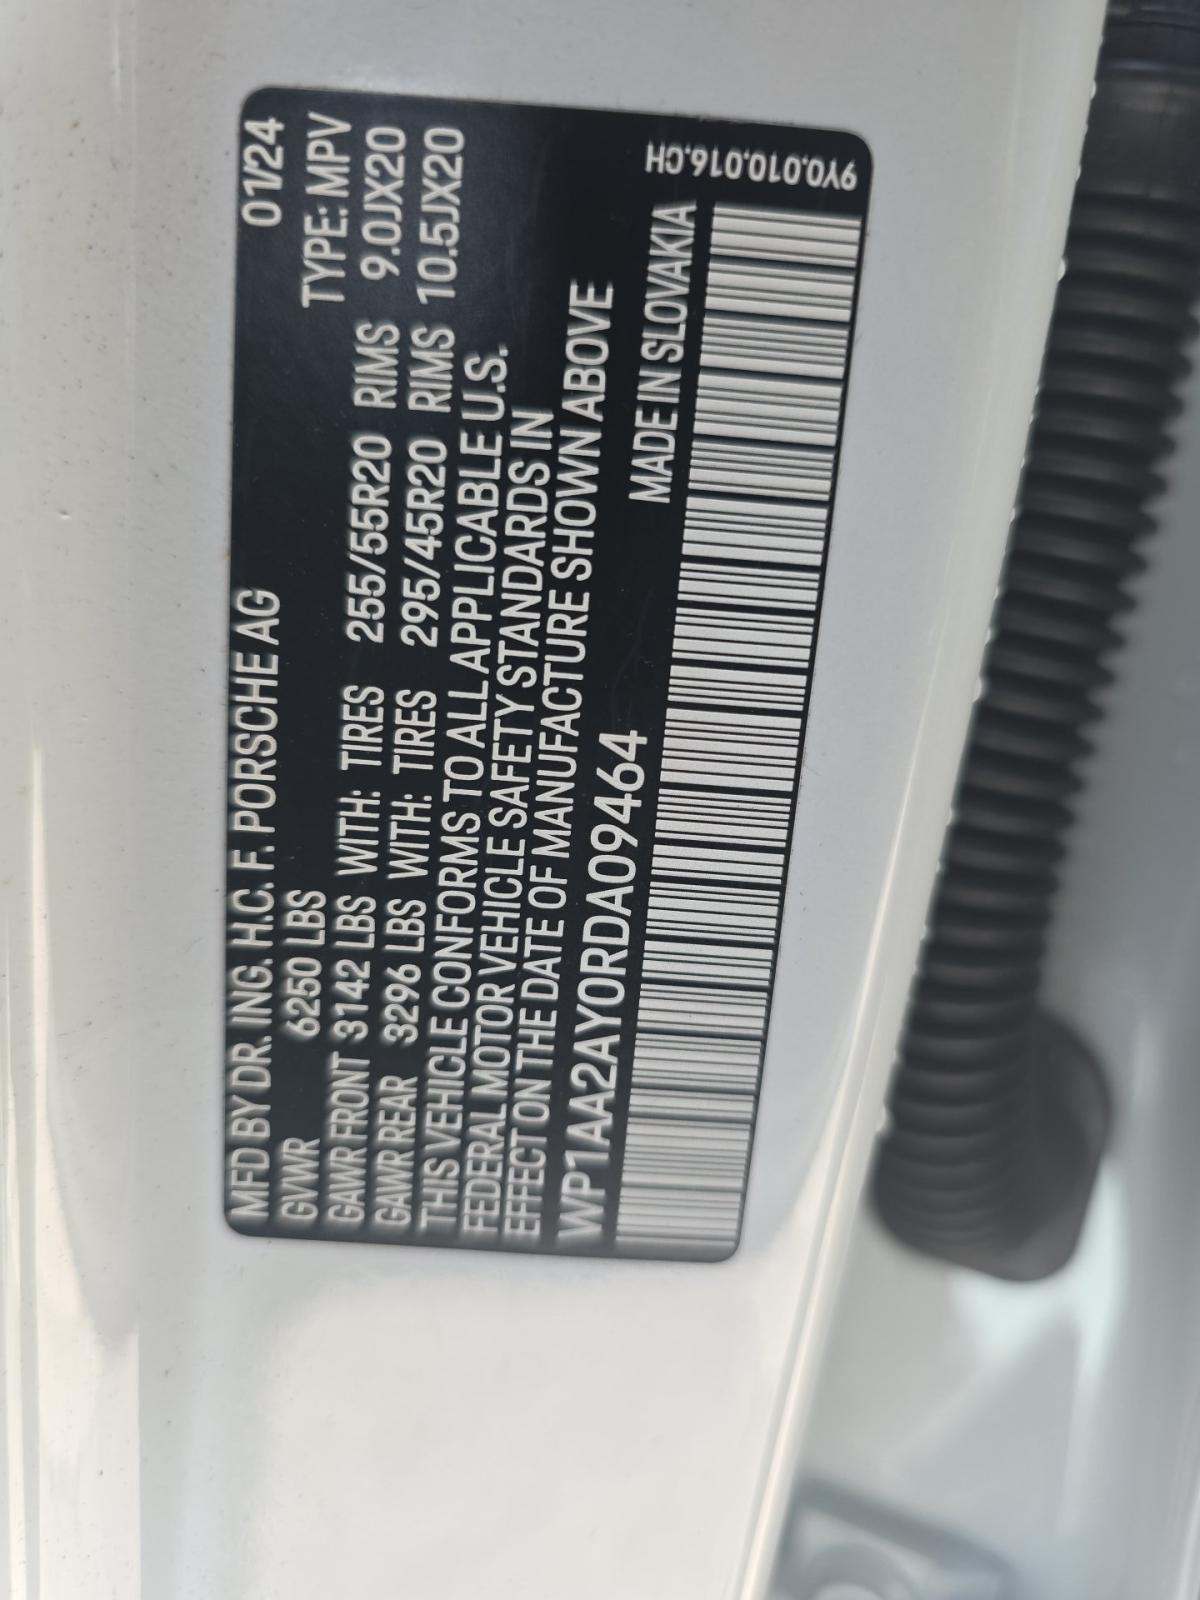 MFD BY DR. ING. H.C. F. PORSCHE AG 01/24
GVWR 6250 LBS TYPE: MPV
GAWR FRONT 3142 LBS WITH: TIRES 255/55R20 RIMS 9.0JX20
GAWR REAR 3296 LBS WITH: TIRES 295/45R20 RIMS 10.5JX20
THIS VEHICLE CONFORMS TO ALL APPLICABLE U.S.
FEDERAL MOTOR VEHICLE SAFETY STANDARDS IN
EFFECT ON THE DATE OF MANUFACTURE SHOWN ABOVE
WP1AA2AY0RDA09464 MADE IN SLOVAKIA
9Y0.010.016.CH